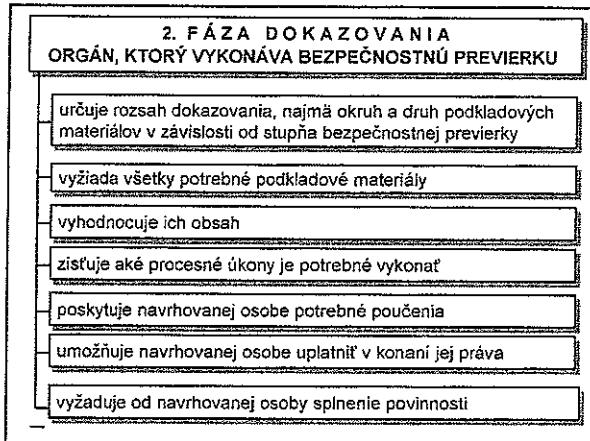 2. FÁZA DOKAZOVANIA
ORGÁN, KTORÝ VYKONÁVA BEZPEČNOSTNÚ PREVIERKU
určuje rozsah dokazovania, najmä okruh a druh podkladových
materiálov v závislosti od stupňa bezpečnostnej previerky
vyžiada všetky potrebné podkladové materiály
vyhodnocuje ich obsah
zisťuje aké procesné úkony je potrebné vykonať
poskytuje navrhovanej osobe potrebné poučenia
umožňuje navrhovanej osobe uplatniť v konaní jej práva
vyžaduje od navrhovanej osoby splnenie povinnosti